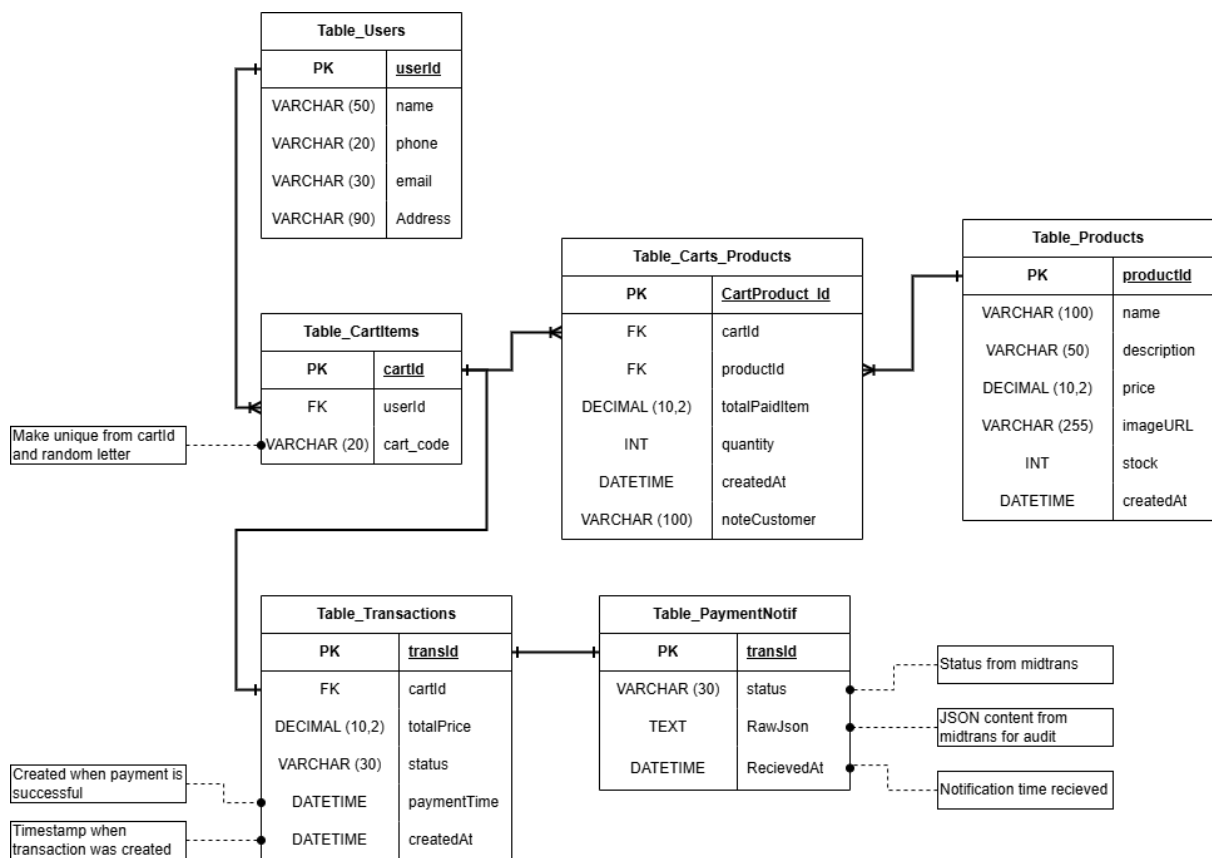 Table_Users
PK userId
VARCHAR (50) name
VARCHAR (20) phone
VARCHAR (30) email
VARCHAR (90) Address
Table_CartItems
PK cartId
FK userId
VARCHAR (20) cart_code
Make unique from cartId
and random letter
Table_Carts_Products
PK CartProduct_Id
FK cartId
FK productId
DECIMAL (10,2) totalPaidItem
INT quantity
DATETIME createdAt
VARCHAR (100) noteCustomer
Table_Products
PK productId
VARCHAR (100) name
VARCHAR (50) description
DECIMAL (10,2) price
VARCHAR (255) imageURL
INT stock
DATETIME createdAt
Table_Transactions
PK transId
FK cartId
DECIMAL (10,2) totalPrice
VARCHAR (30) status
DATETIME paymentTime
DATETIME createdAt
Created when payment is
successful
Timestamp when
transaction was created
Table_PaymentNotif
PK transId
VARCHAR (30) status
TEXT RawJson
DATETIME RecievedAt
Status from midtrans
JSON content from
midtrans for audit
Notification time recieved